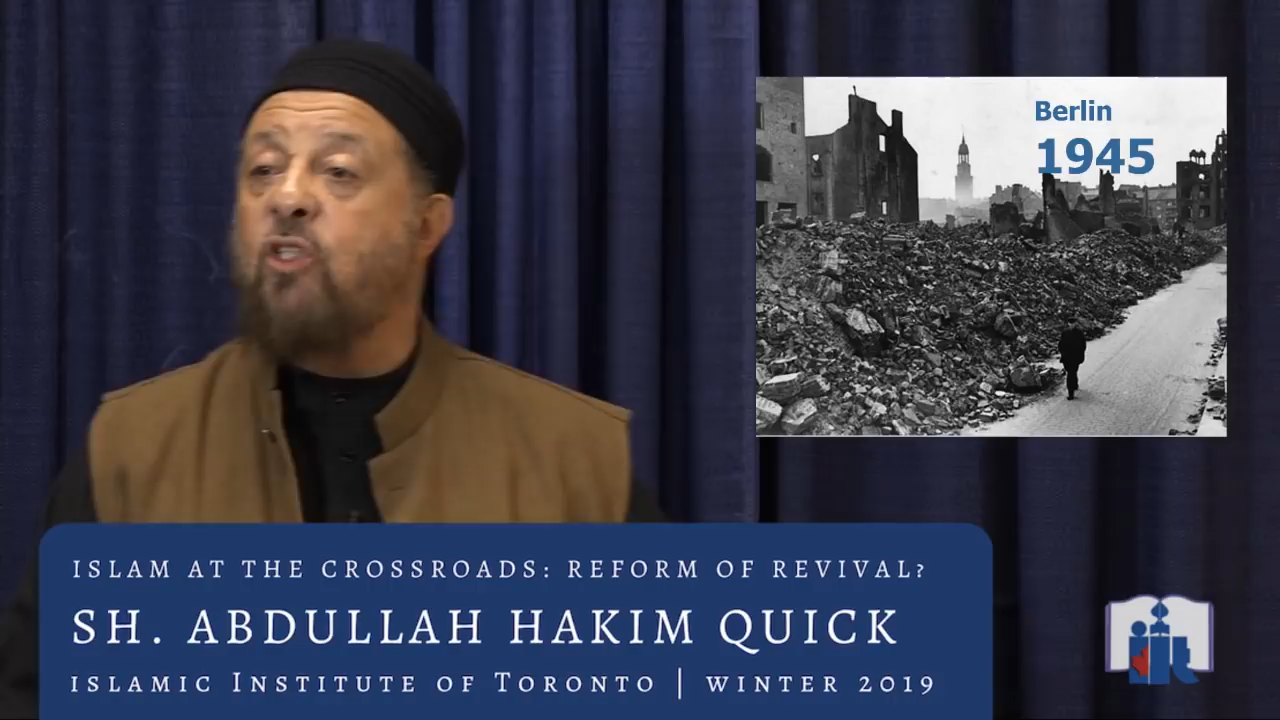 Berlin
1945
ISLAM AT THE CROSSROADS: REFORM OF REVIVAL?
SH. ABDULLAH HAKIM QUICK
ISLAMIC INSTITUTE OF TORONTO | WINTER 2019
iit